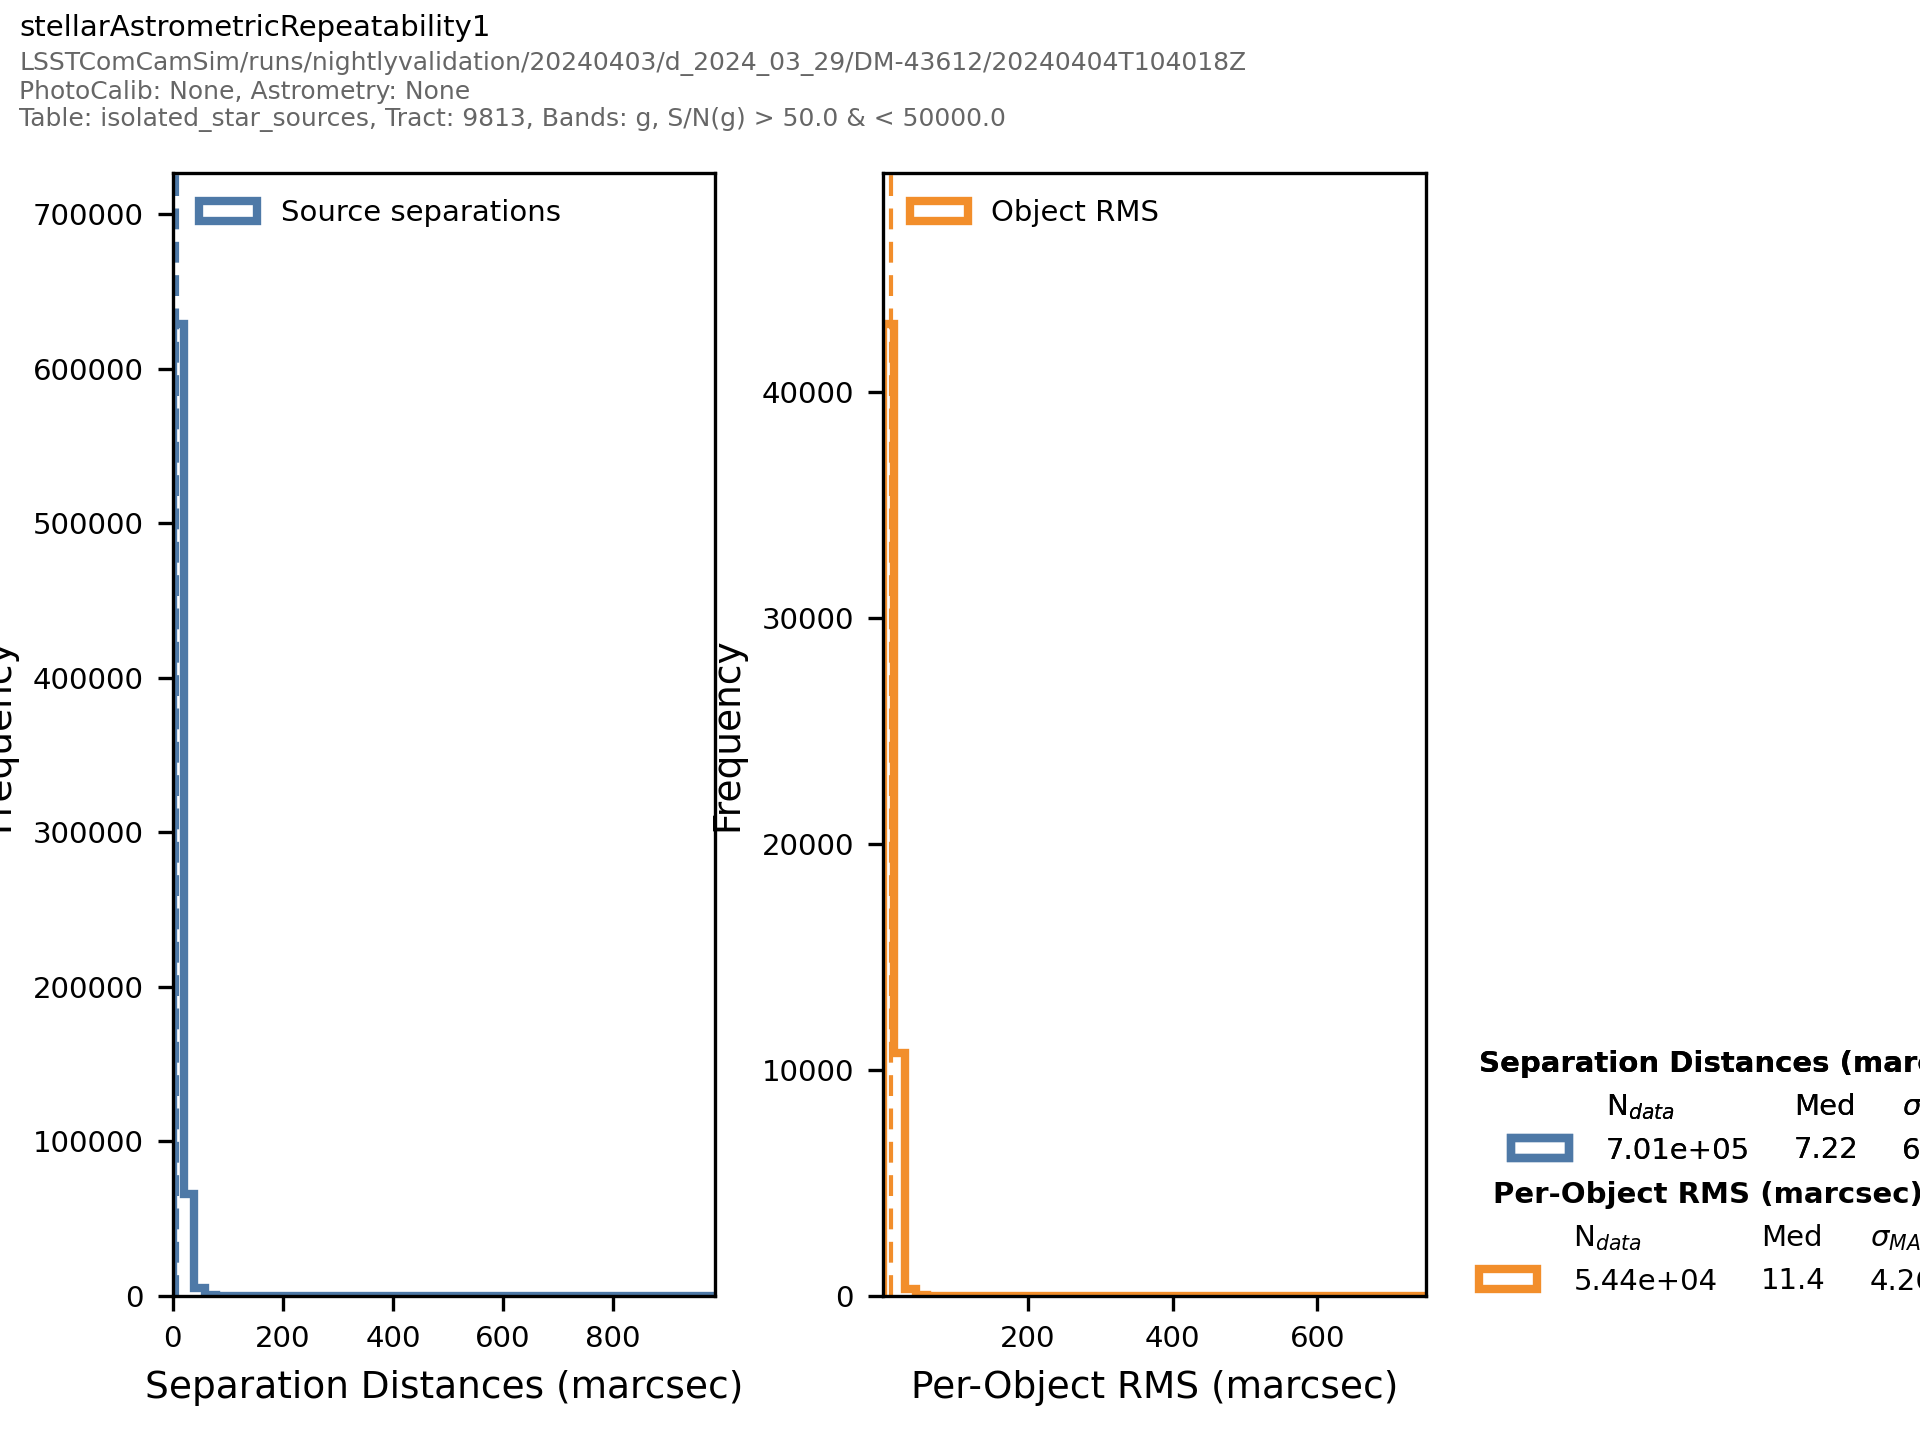 stellarAstrometricRepeatability1
LSSTComCamSim/runs/nightlyvalidation/20240403/d_2024_03_29/DM-43612/20240404T104018Z
PhotoCalib: None, Astrometry: None
Table: isolated_star_sources, Tract: 9813, Bands: g, S/N(g) > 50.0 & < 50000.0
Source separations
700000
600000
500000
400000
300000
200000
100000
0
0 200 400 600 800
Separation Distances (marcsec)
Object RMS
Frequency
40000
30000
20000
10000
0
200 400 600
Per-Object RMS (marcsec)
Separation Distances
N_data Med σ
7.01e+05 7.22
Per-Object RMS (marcsec)
N_data Med
5.44e+04 11.4